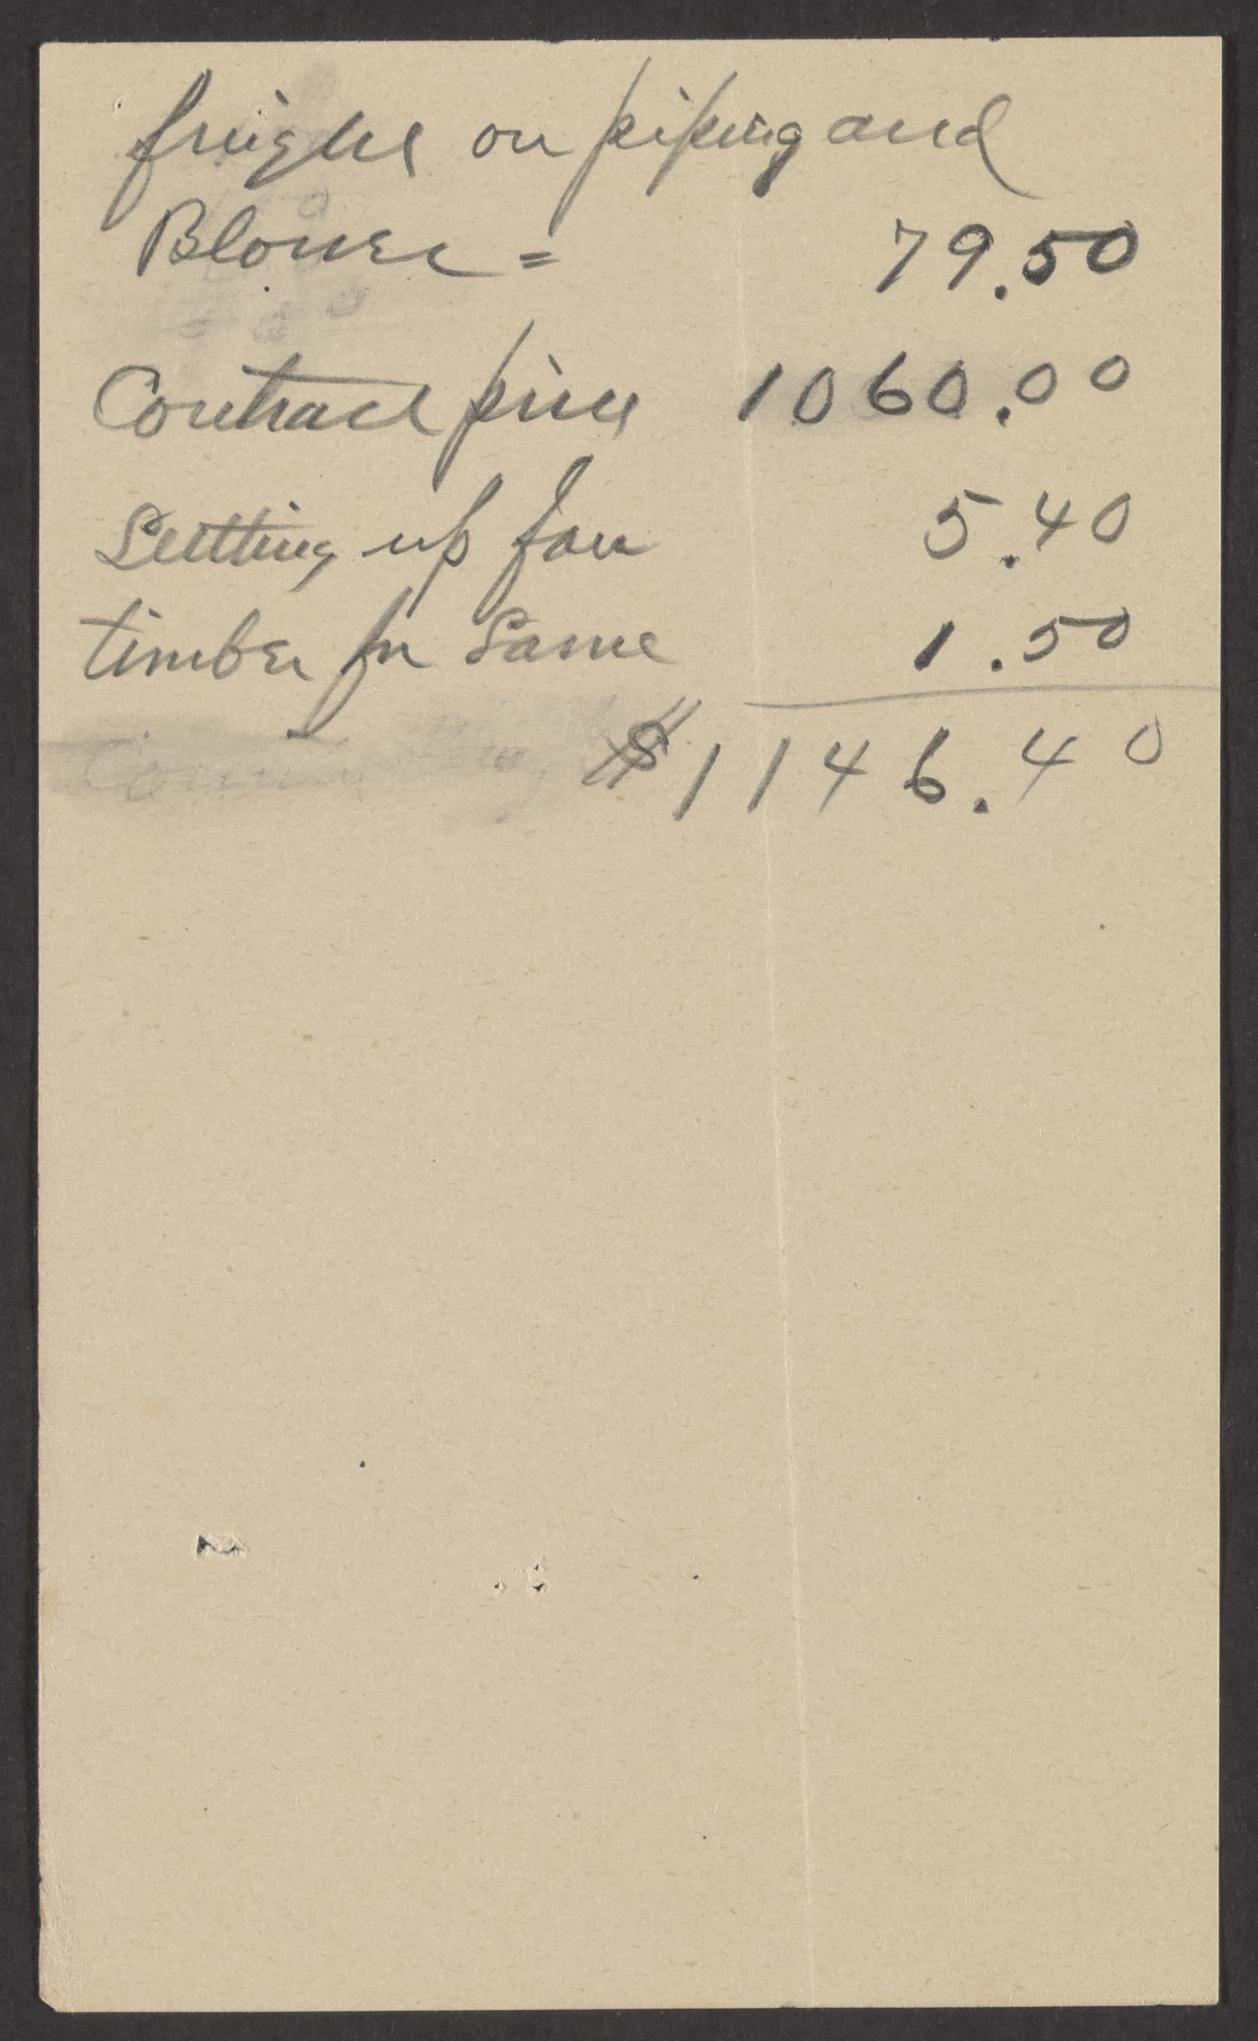 freight on piping and
Blower = 79.50
Contract price 1060.00
Setting up fan 5.40
timber for Same 1.50
$1146.40